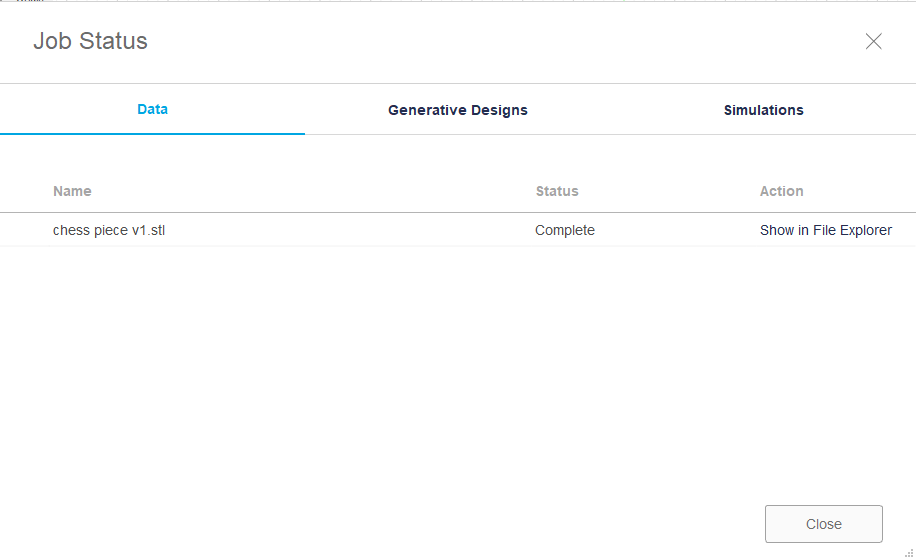 Job Status
Data Generative Designs Simulations
Name Status Action
chess piece v1.stl Complete Show in File Explorer
Close